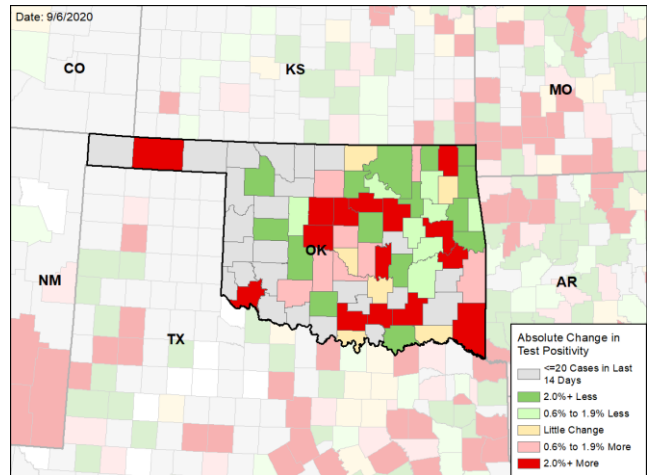 Date: 9/6/2020
CO
KS
MO
OK
NM
AR
TX
Absolute Change in
Test Positivity
<=20 Cases in Last
14 Days
2.0%+ Less
0.6% to 1.9% Less
Little Change
0.6% to 1.9% More
2.0%+ More